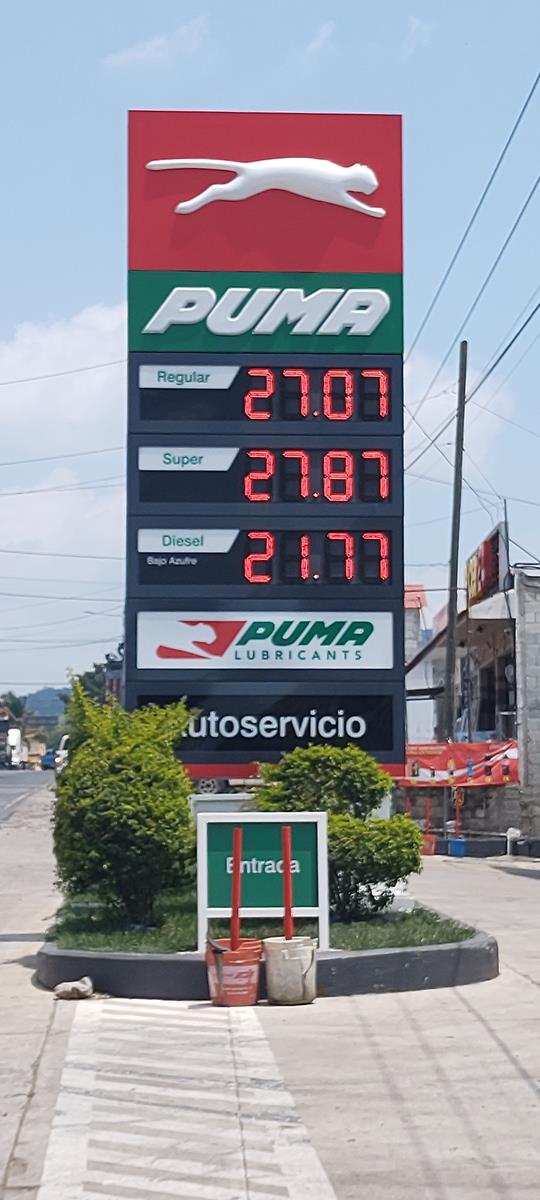 PUMA
Regular 27.07
Super 27.87
Diesel 21.77
Bajo Azufre
PUMA
LUBRICANTS
utoservicio
Entrada